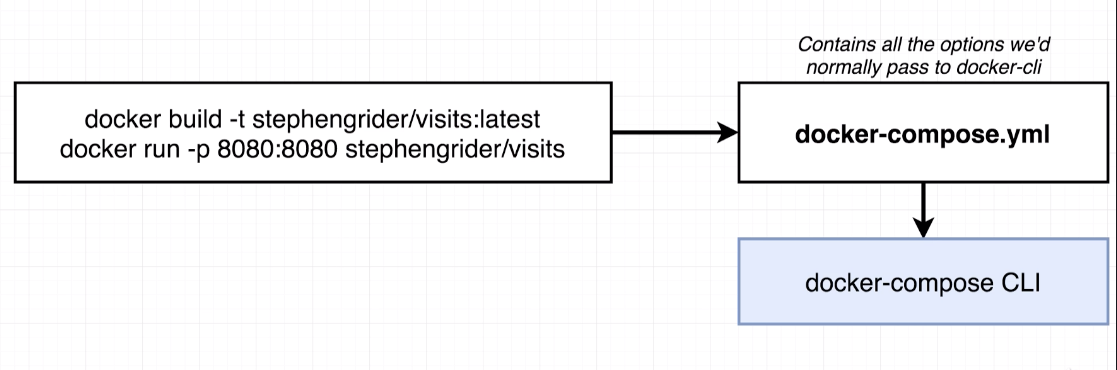 Contains all the options we'd
normally pass to docker-cli
docker build -t stephengrider/visits:latest
docker run -p 8080:8080 stephengrider/visits
docker-compose.yml
docker-compose CLI